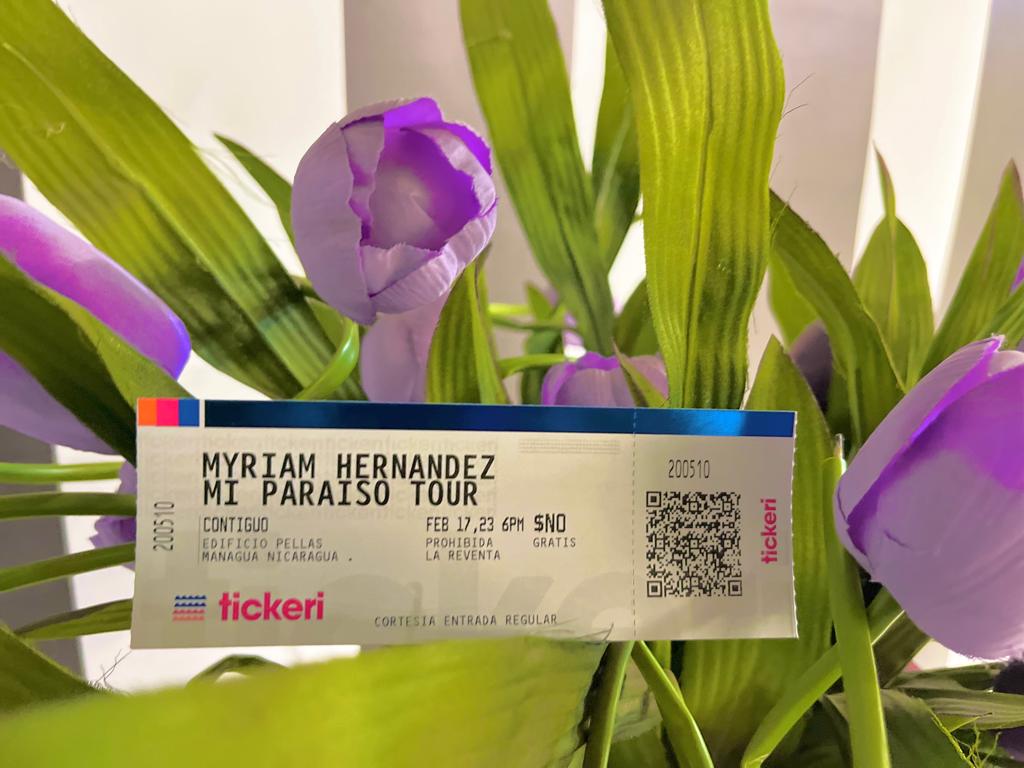 200510
MYRIAM HERNANDEZ
MI PARAISO TOUR
CONTIGUO
EDIFICIO PELLAS
MANAGUA NICARAGUA .
FEB 17,23 6PM $NO
PROHIBIDA GRATIS
LA REVENTA
tickeri
CORTESIA ENTRADA REGULAR
200510
tickeri